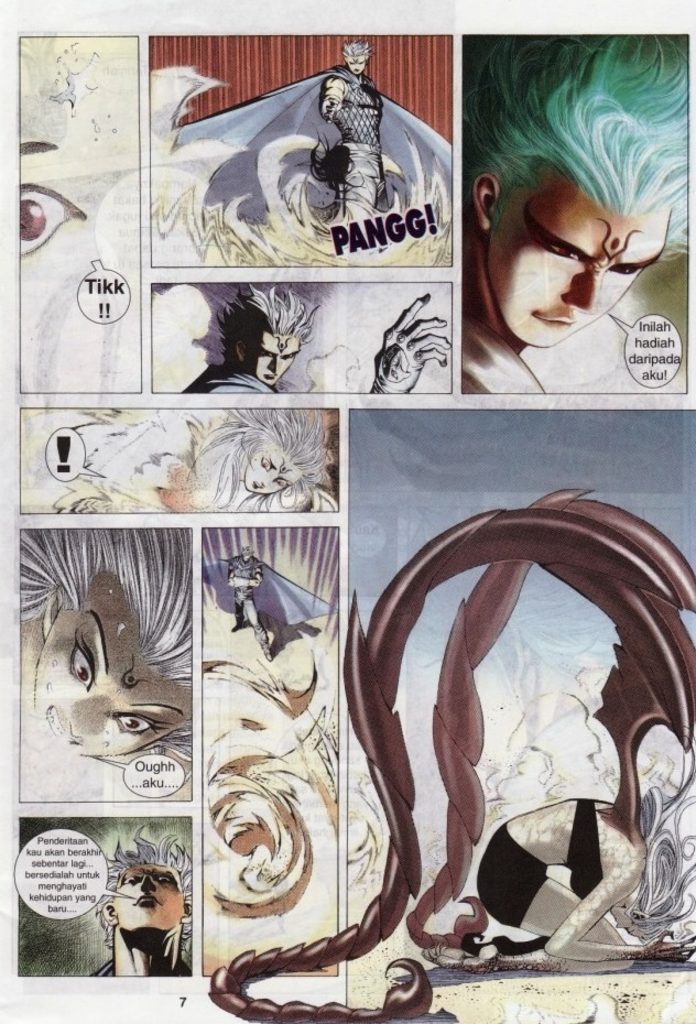 Tikk
!!
PANGG!
Inilah
hadiah
daripada
aku!
!
Oughh
...aku....
Penderitaan
kau akan berakhir
sebentar lagi...
bersedialah untuk
menghayati
kehidupan yang
baru....
7